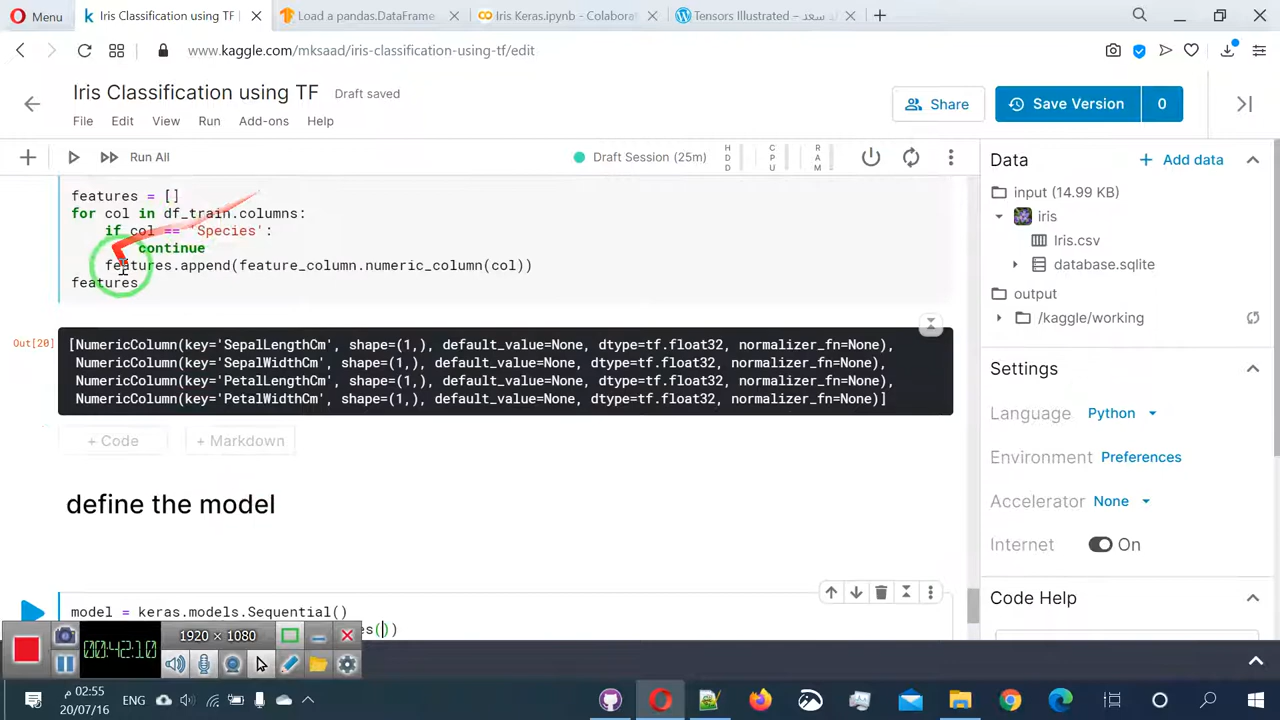 Menu
Iris Classification using TF
Load a pandas.DataFrame
Iris Keras.ipynb - Colabora
Tensors Illustrated –
www.kaggle.com/mksaad/iris-classification-using-tf/edit
Iris Classification using TF
Draft saved
Share
Save Version
0
File
Edit
View
Run
Add-ons
Help
Run All
Draft Session (25m)
HDD
CPU
RAM
Data
+ Add data
input (14.99 KB)
iris
Iris.csv
database.sqlite
output
/kaggle/working
Settings
Language
Python
Environment
Preferences
Accelerator
None
Internet
On
Code Help
features = []
for col in df_train.columns:
if col == 'Species':
continue
features.append(feature_column.numeric_column(col))
features
Out[20]
[NumericColumn(key='SepalLengthCm', shape=(1,), default_value=None, dtype=tf.float32, normalizer_fn=None),
NumericColumn(key='SepalWidthCm', shape=(1,), default_value=None, dtype=tf.float32, normalizer_fn=None),
NumericColumn(key='PetalLengthCm', shape=(1,), default_value=None, dtype=tf.float32, normalizer_fn=None),
NumericColumn(key='PetalWidthCm', shape=(1,), default_value=None, dtype=tf.float32, normalizer_fn=None)]
+ Code
+ Markdown
define the model
model = keras.models.Sequential()
es())
00:42:10
1920 × 1080
ENG
02:55 م
20/07/16